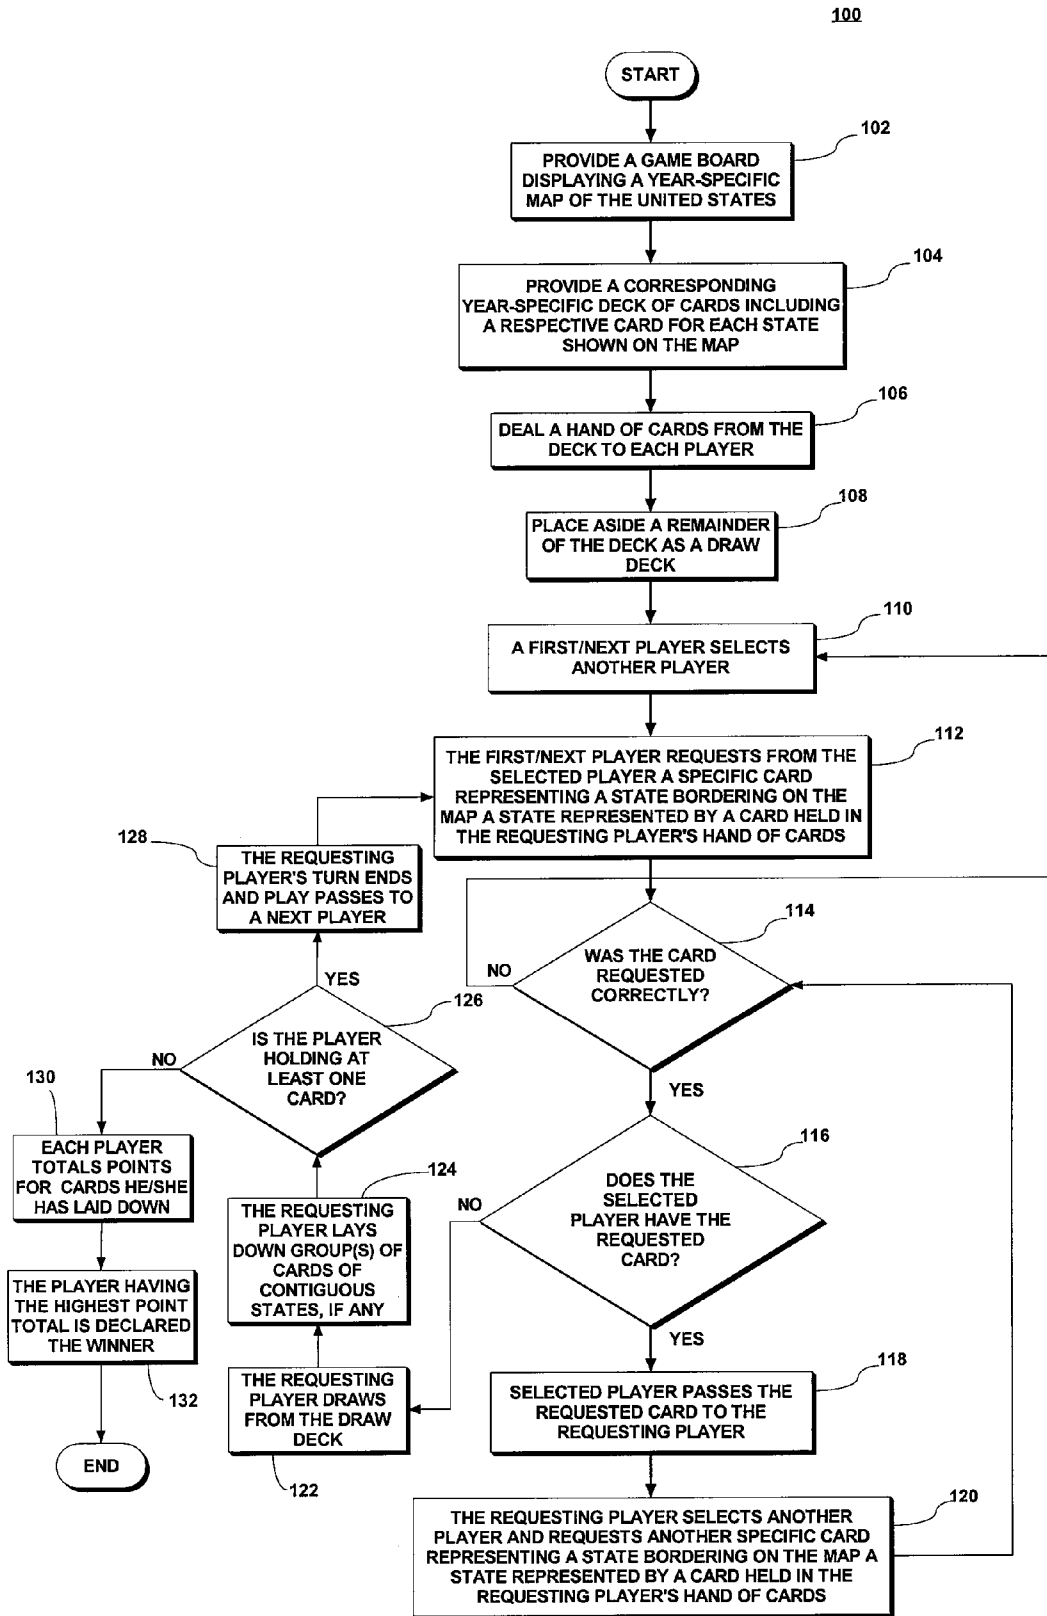 100
START
102
PROVIDE A GAME BOARD
DISPLAYING A YEAR-SPECIFIC
MAP OF THE UNITED STATES
104
PROVIDE A CORRESPONDING
YEAR-SPECIFIC DECK OF CARDS INCLUDING
A RESPECTIVE CARD FOR EACH STATE
SHOWN ON THE MAP
106
DEAL A HAND OF CARDS FROM THE
DECK TO EACH PLAYER
108
PLACE ASIDE A REMAINDER
OF THE DECK AS A DRAW
DECK
110
A FIRST/NEXT PLAYER SELECTS
ANOTHER PLAYER
112
THE FIRST/NEXT PLAYER REQUESTS FROM THE
SELECTED PLAYER A SPECIFIC CARD
REPRESENTING A STATE BORDERING ON THE
MAP A STATE REPRESENTED BY A CARD HELD IN
THE REQUESTING PLAYER'S HAND OF CARDS
114
WAS THE CARD
REQUESTED
CORRECTLY?
NO
YES
116
DOES THE
SELECTED
PLAYER HAVE THE
REQUESTED
CARD?
NO
YES
118
SELECTED PLAYER PASSES THE
REQUESTED CARD TO THE
REQUESTING PLAYER
120
THE REQUESTING PLAYER SELECTS ANOTHER
PLAYER AND REQUESTS ANOTHER SPECIFIC CARD
REPRESENTING A STATE BORDERING ON THE MAP A
STATE REPRESENTED BY A CARD HELD IN THE
REQUESTING PLAYER'S HAND OF CARDS
THE REQUESTING
PLAYER DRAWS
FROM THE DRAW
DECK
122
124
THE REQUESTING
PLAYER LAYS
DOWN GROUP(S) OF
CARDS OF
CONTIGUOUS
STATES, IF ANY
126
IS THE PLAYER
HOLDING AT
LEAST ONE
CARD?
YES
NO
128
THE REQUESTING
PLAYER'S TURN ENDS
AND PLAY PASSES TO
A NEXT PLAYER
130
EACH PLAYER
TOTALS POINTS
FOR CARDS HE/SHE
HAS LAID DOWN
THE PLAYER HAVING
THE HIGHEST POINT
TOTAL IS DECLARED
THE WINNER
132
END